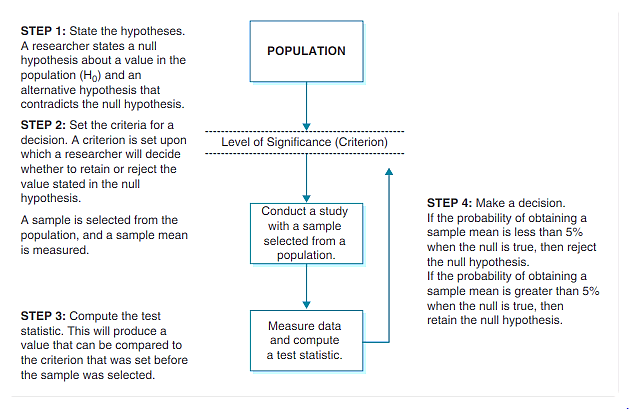 STEP 1: State the hypotheses.
A researcher states a null
hypothesis about a value in the
population (H0) and an
alternative hypothesis that
contradicts the null hypothesis.
STEP 2: Set the criteria for a
decision. A criterion is set upon
which a researcher will decide
whether to retain or reject the
value stated in the null
hypothesis.
A sample is selected from the
population, and a sample mean
is measured.
STEP 3: Compute the test
statistic. This will produce a
value that can be compared to
the criterion that was set before
the sample was selected.
POPULATION
Level of Significance (Criterion)
Conduct a study
with a sample
selected from a
population.
Measure data
and compute
a test statistic.
STEP 4: Make a decision.
If the probability of obtaining a
sample mean is less than 5%
when the null is true, then reject
the null hypothesis.
If the probability of obtaining a
sample mean is greater than 5%
when the null is true, then
retain the null hypothesis.